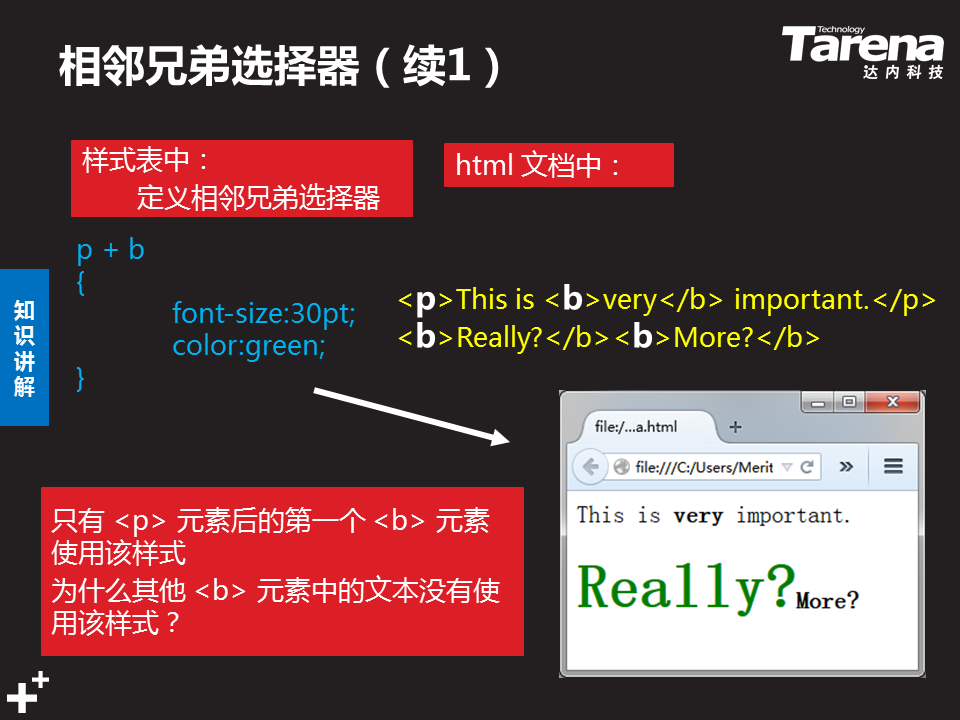 相邻兄弟选择器（续1）
Technology
Tarena
达内科技
样式表中：
定义相邻兄弟选择器
html 文档中：
p + b
{
font-size:30pt;
color:green;
}
<p>This is <b>very</b> important.</p>
<b>Really?</b><b>More?</b>
知识讲解
file:/...a.html
file:///C:/Users/Merit
This is very important.
Really?More?
只有 <p> 元素后的第一个 <b> 元素
使用该样式
为什么其他 <b> 元素中的文本没有使
用该样式？